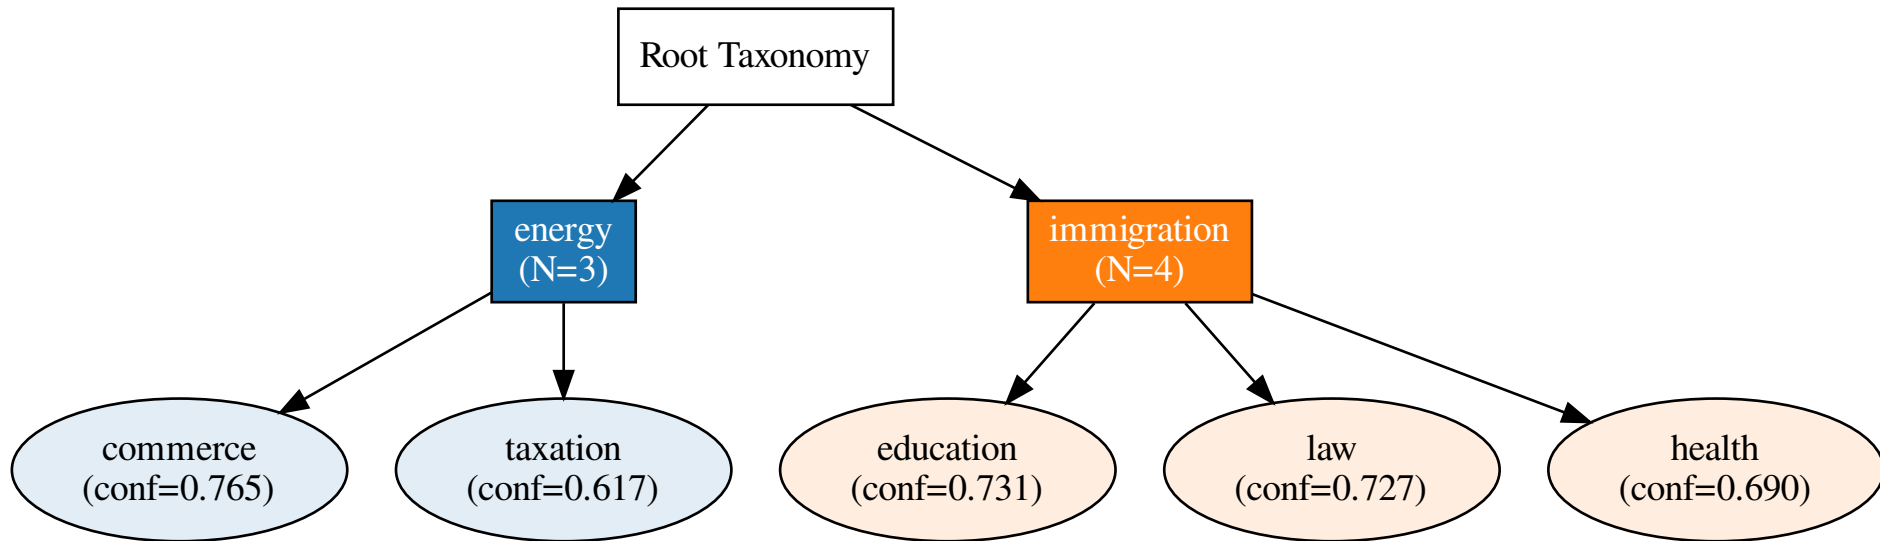 Root Taxonomy
energy
(N=3)
immigration
(N=4)
commerce
(conf=0.765)
taxation
(conf=0.617)
education
(conf=0.731)
law
(conf=0.727)
health
(conf=0.690)